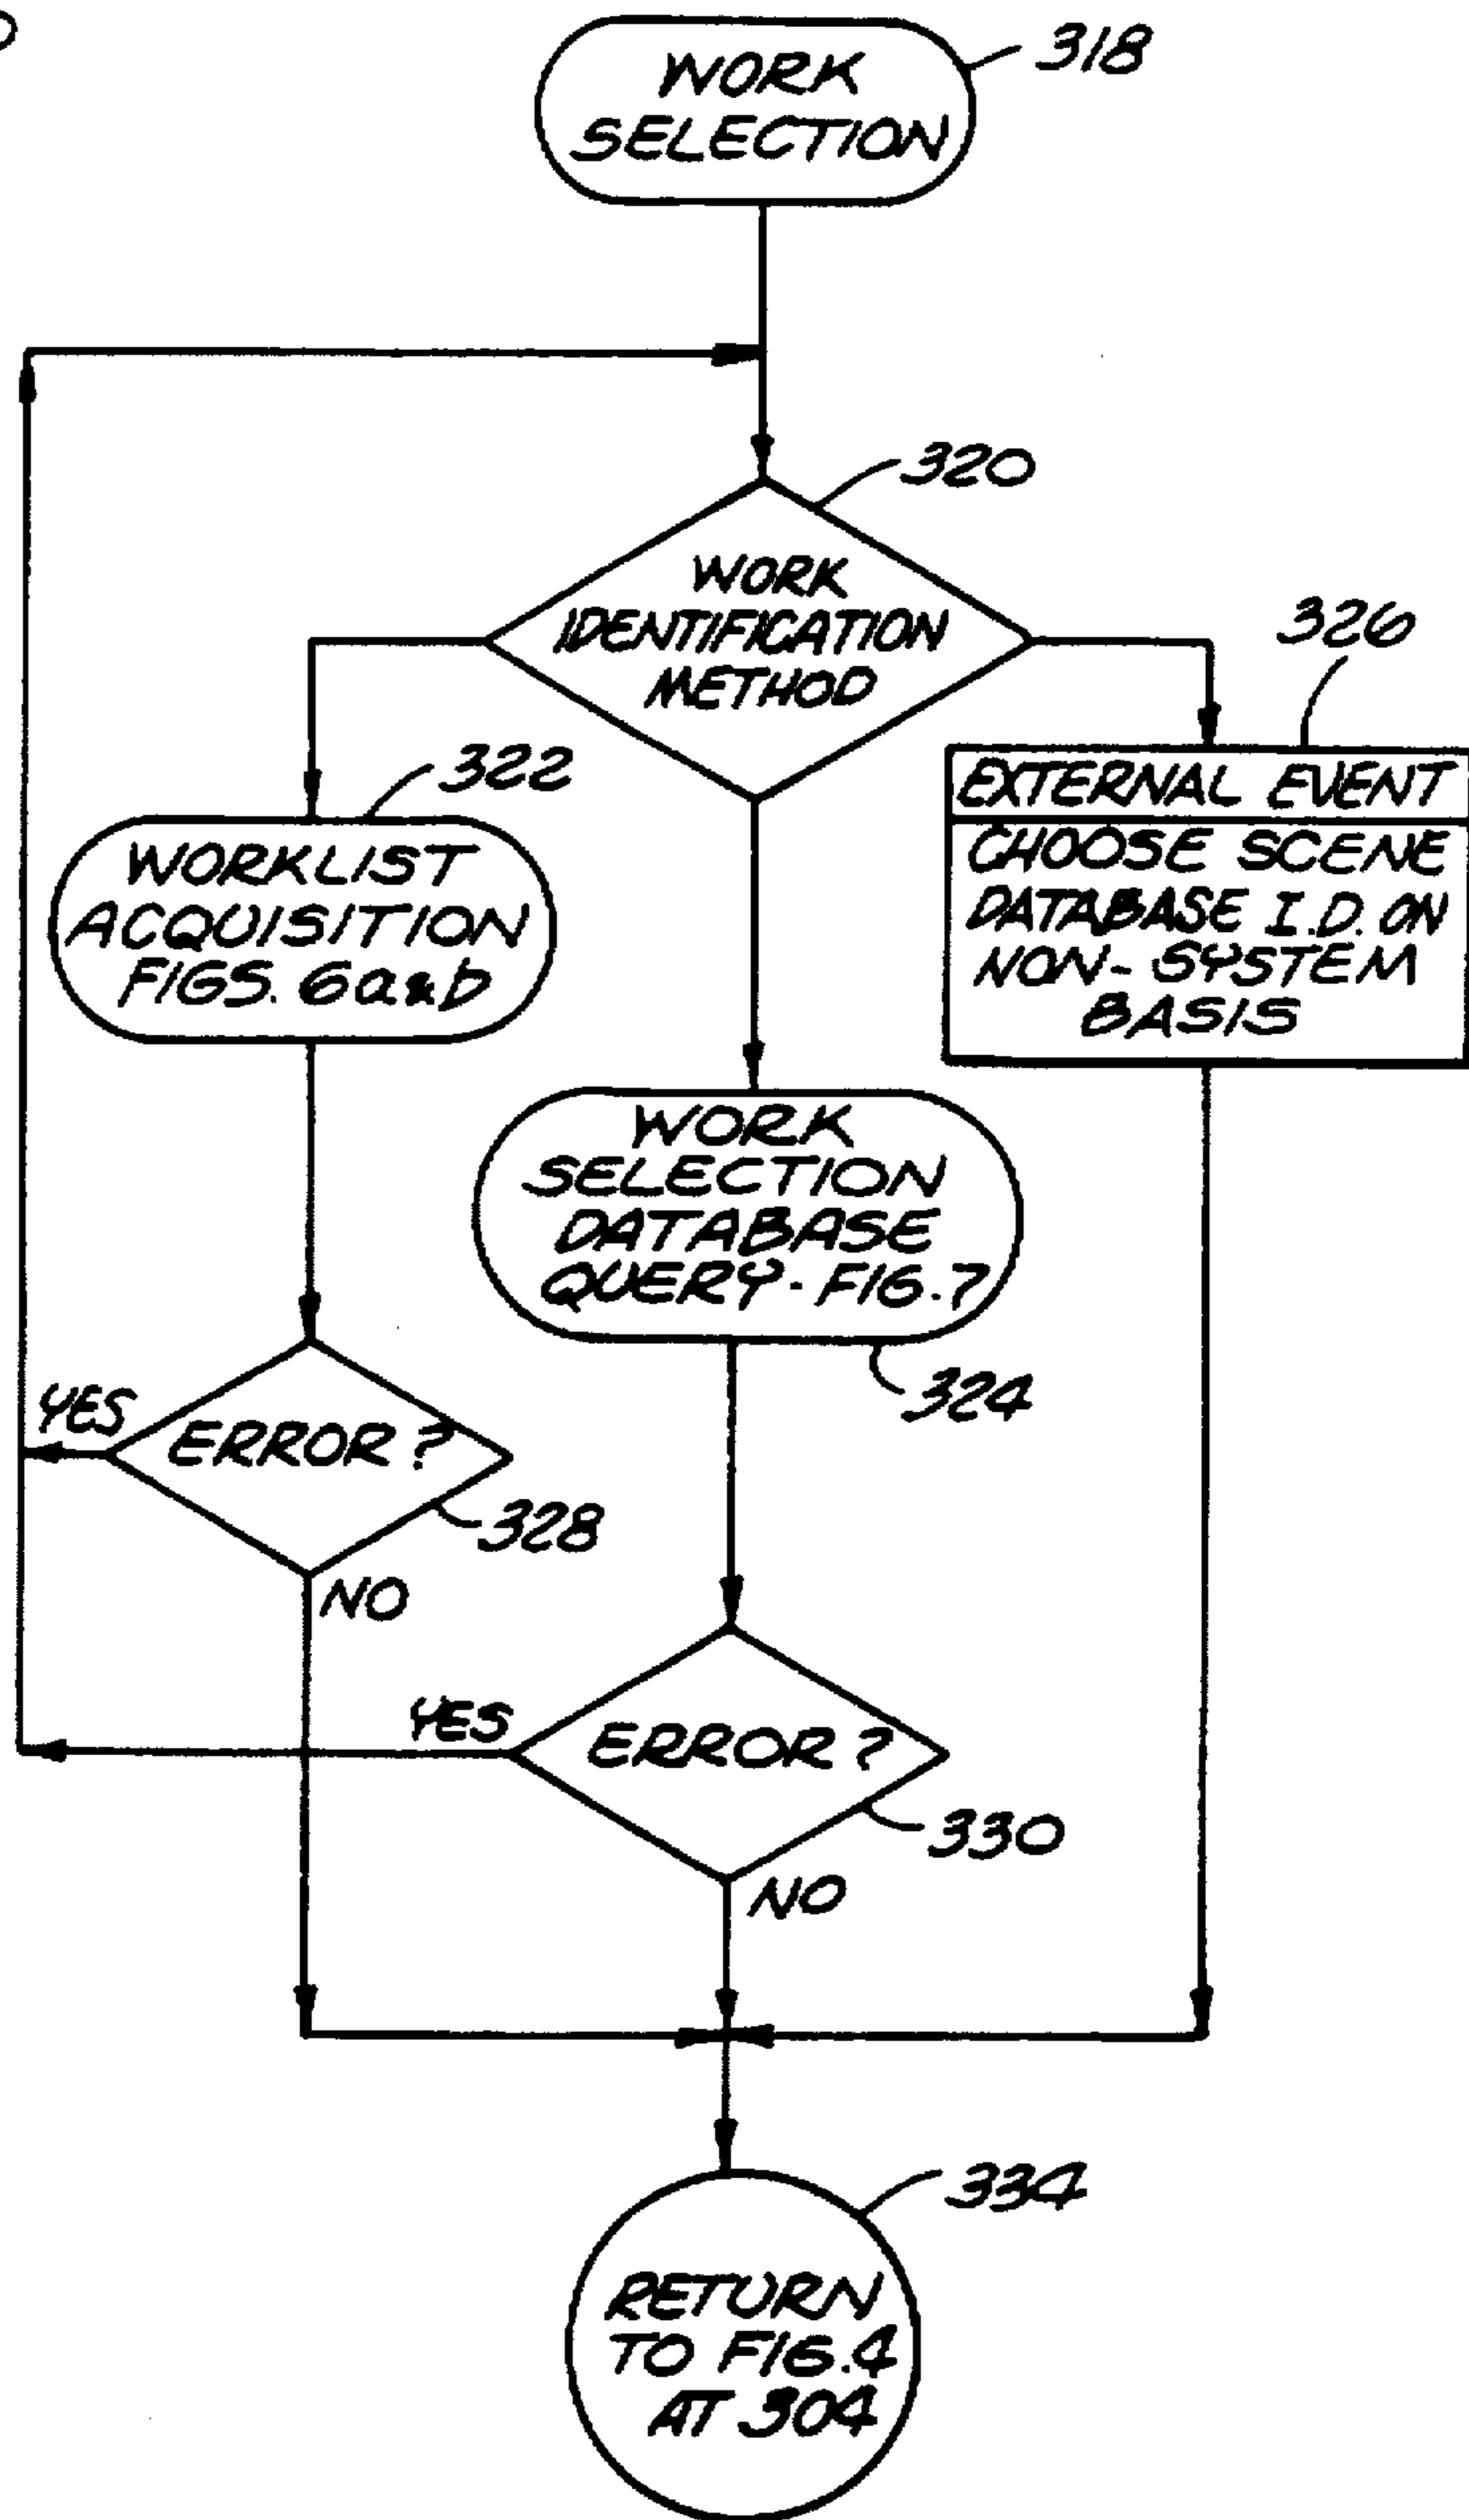 WORK
SELECTION
318
320
WORK
IDENTIFICATION
METHOD
326
322
EXTERNAL EVENT
CHOOSE SCENE
DATABASE I.D. ON
NON-SYSTEM
BASIS
WORKLIST
ACQUISITION
FIGS. 6a&b
WORK
SELECTION
DATABASE
QUERY-FIG.7
324
YES
ERROR?
328
NO
YES
ERROR?
330
NO
334
RETURN
TO FIG.4
AT 304